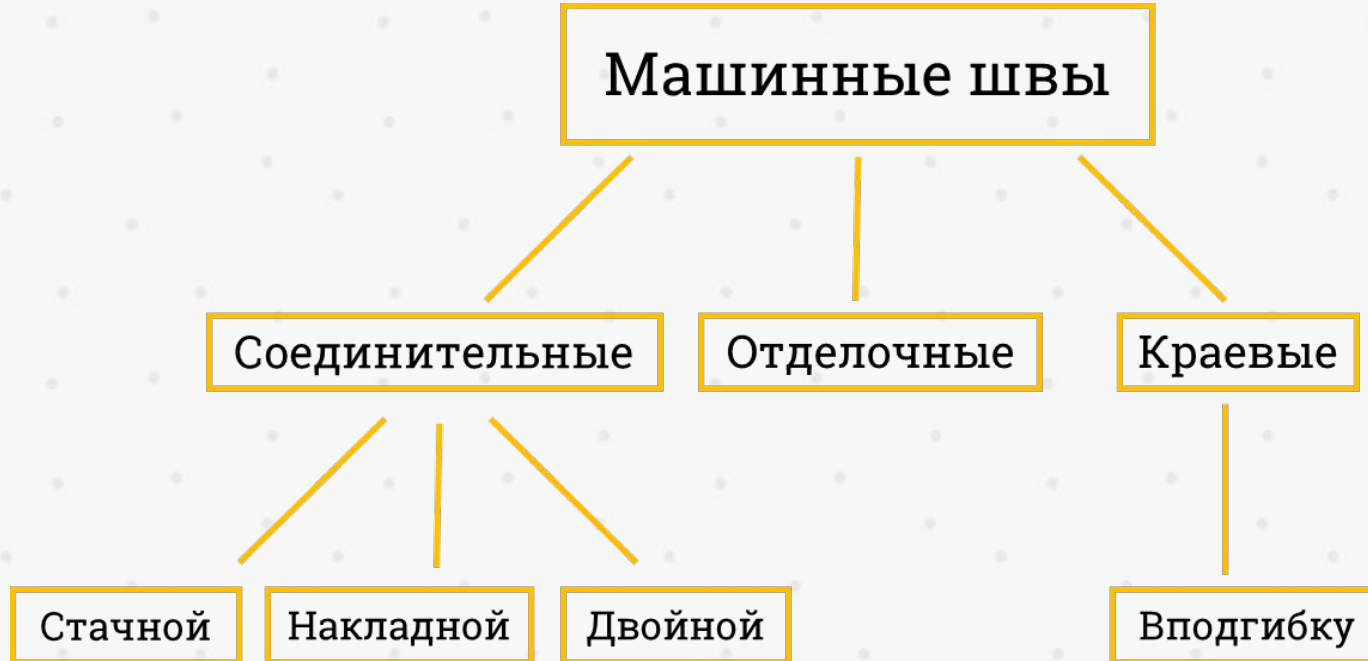 Машинные швы
Соединительные
Отделочные
Краевые
Стачной
Накладной
Двойной
Вподгибку